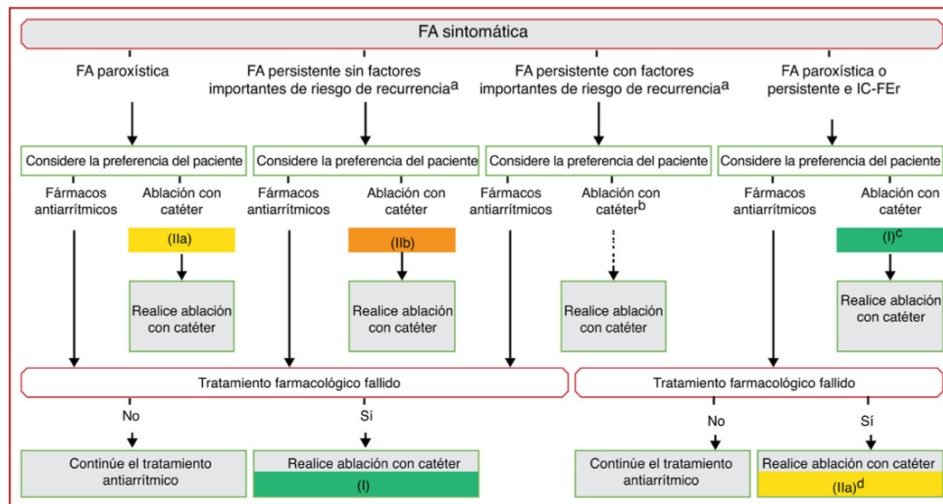 FA sintomática
FA paroxística
FA persistente sin factores
importantes de riesgo de recurrenciaª
FA persistente con factores
importantes de riesgo de recurrenciaª
FA paroxística o
persistente e IC-FEr
Considere la preferencia del paciente
Considere la preferencia del paciente
Considere la preferencia del paciente
Considere la preferencia del paciente
Fármacos
antiarrítmicos
Ablación con
catéter
Fármacos
antiarrítmicos
Ablación con
catéter
Fármacos
antiarrítmicos
Ablación con
catéterᵇ
Fármacos
antiarrítmicos
Ablación con
catéter
(IIa)
(IIb)
(I)ᶜ
Realice ablación
con catéter
Realice ablación
con catéter
Realice ablación
con catéter
Realice ablación
con catéter
Tratamiento farmacológico fallido
Tratamiento farmacológico fallido
No
Sí
No
Sí
Continúe el tratamiento
antiarrítmico
Realice ablación con catéter
(I)
Continúe el tratamiento
antiarrítmico
Realice ablación con catéter
(IIa)ᵈ